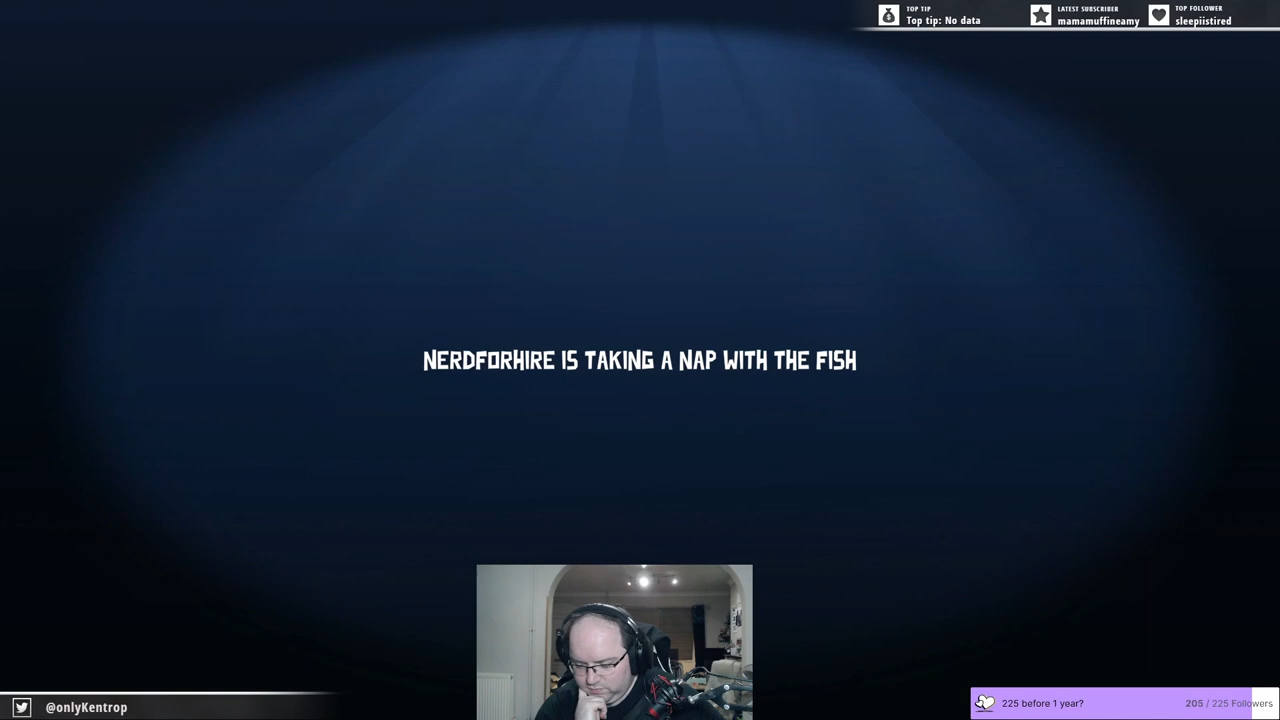 TOP TIP
Top tip: No data
LATEST SUBSCRIBER
mamamuffineamy
TOP FOLLOWER
sleepiistired
NERDFORHIRE IS TAKING A NAP WITH THE FISH
@onlyKentrop
225 before 1 year?
205 / 225 Followers